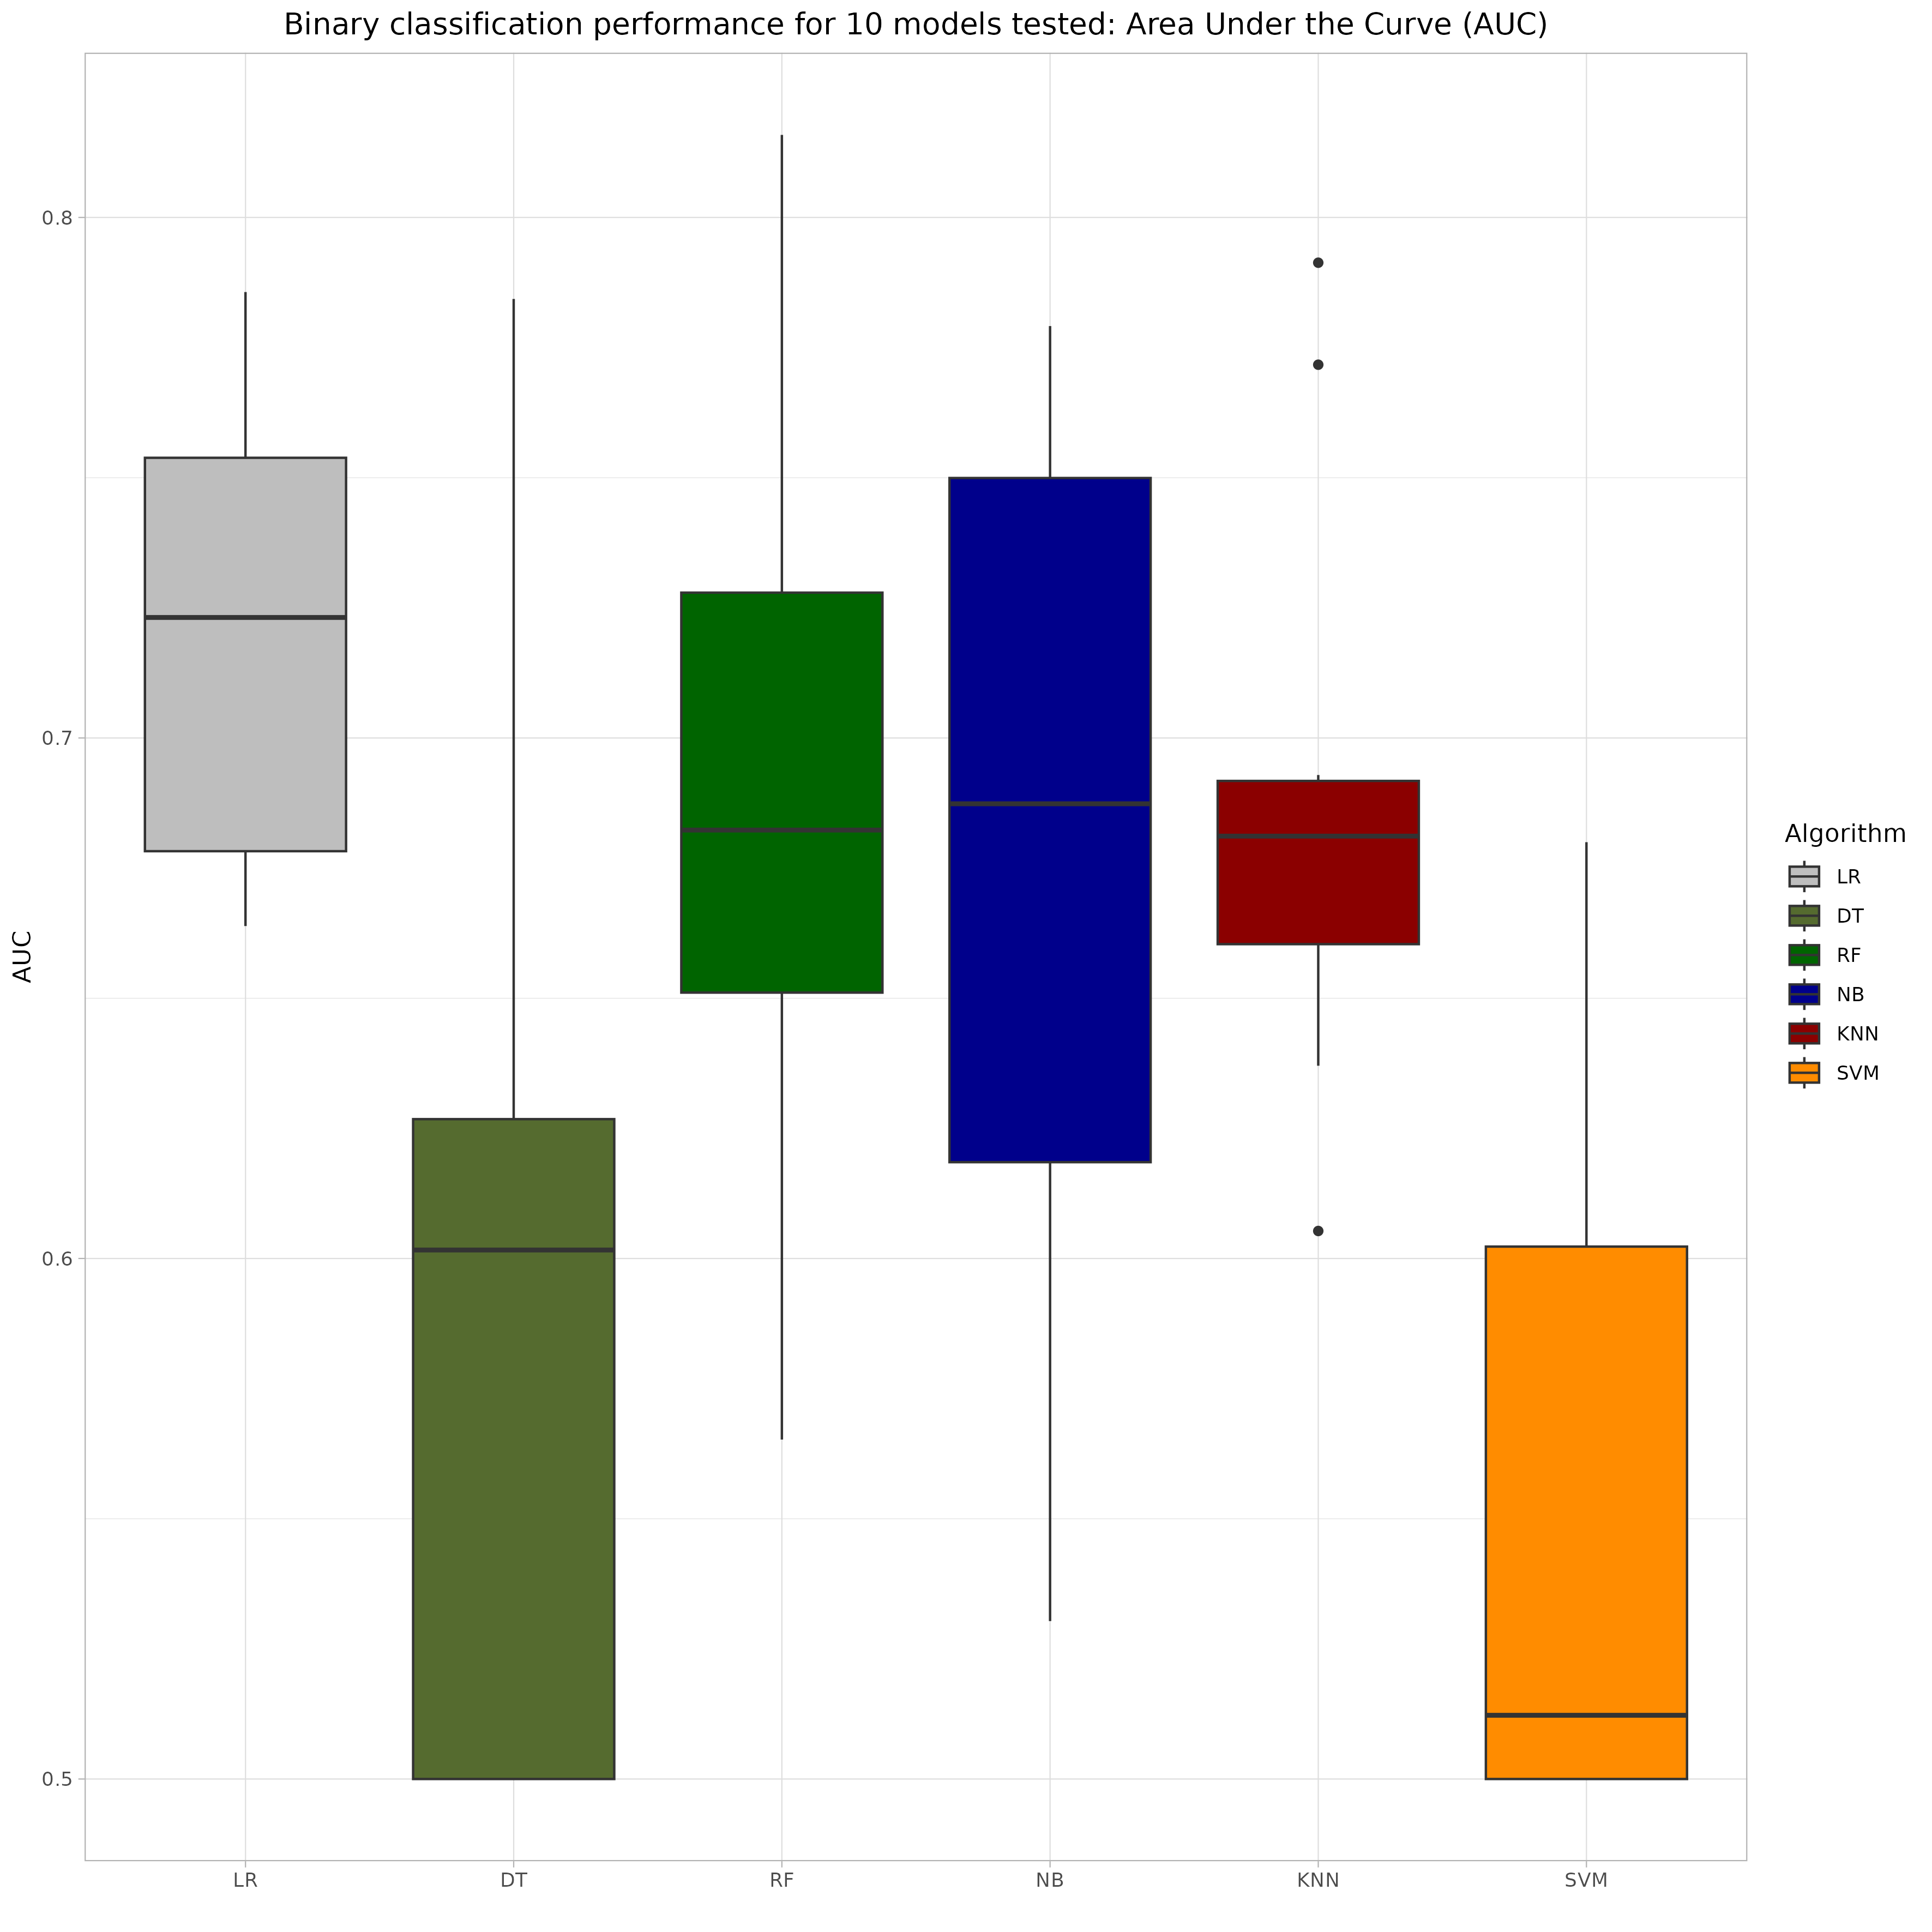 Binary classification performance for 10 models tested: Area Under the Curve (AUC)
AUC
0.8
0.7
0.6
0.5
LR
DT
RF
NB
KNN
SVM
Algorithm
LR
DT
RF
NB
KNN
SVM